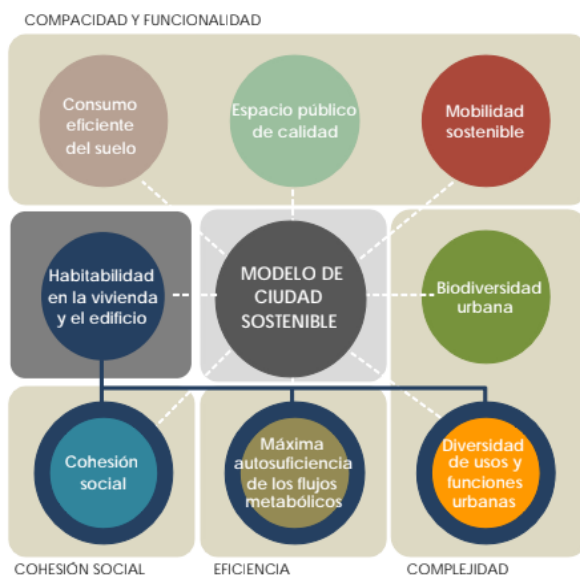 COMPACIDAD Y FUNCIONALIDAD
Consumo
eficiente
del suelo
Espacio público
de calidad
Mobilidad
sostenible
Habitabilidad
en la vivienda
y el edificio
MODELO DE
CIUDAD
SOSTENIBLE
Biodiversidad
urbana
Cohesión
social
Máxima
autosuficiencia
de los flujos
metabólicos
Diversidad
de usos y
funciones
urbanas
COHESIÓN SOCIAL
EFICIENCIA
COMPLEJIDAD